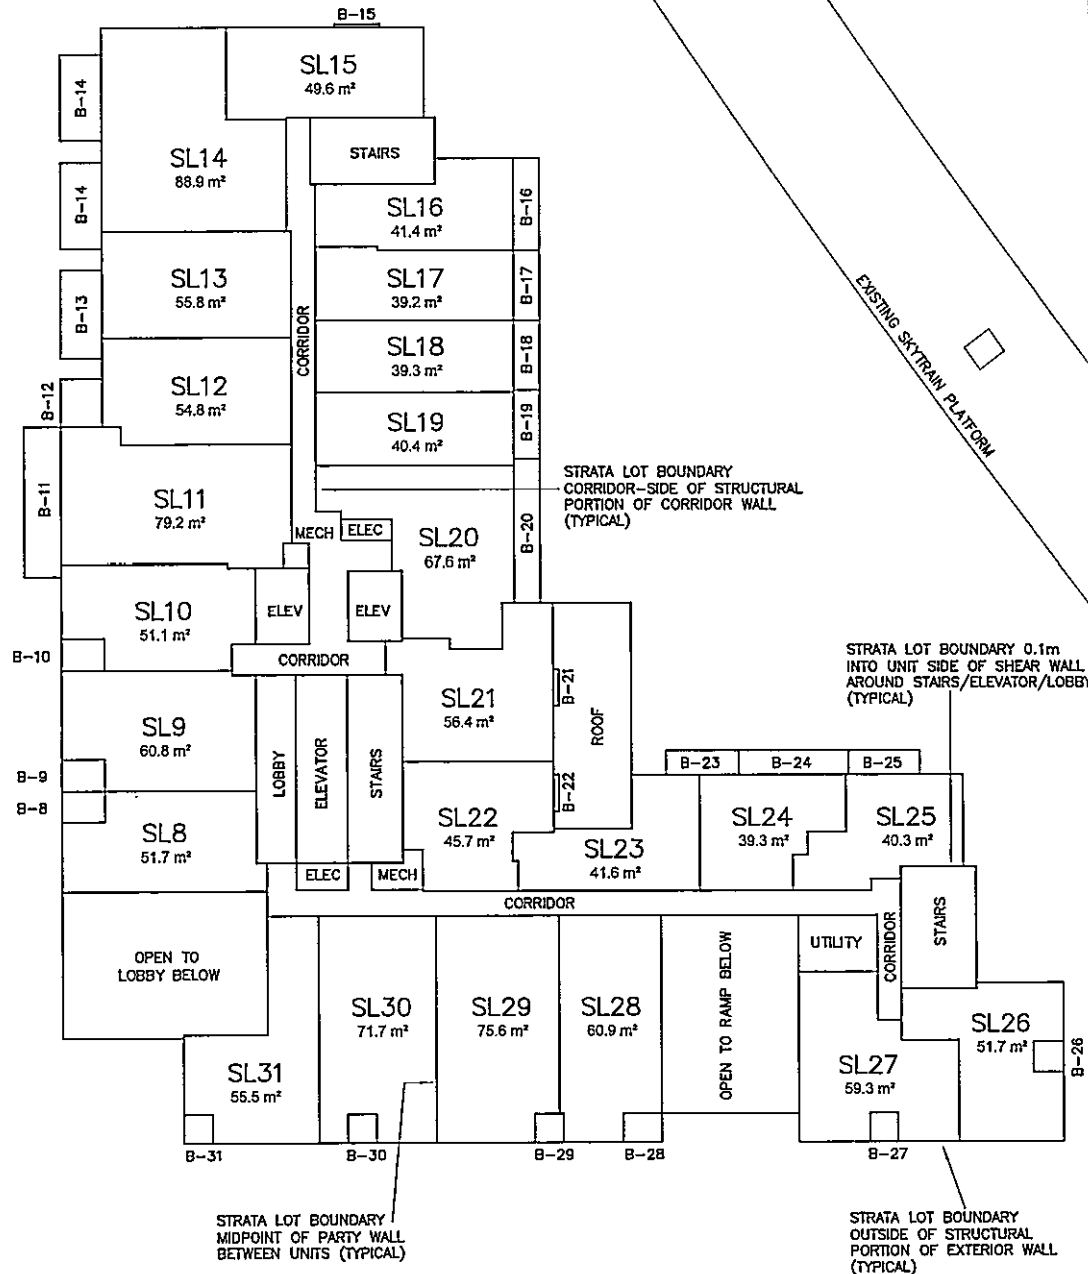 B-15
SL15
49.6 m²
B-14
SL14
88.9 m²
STAIRS
B-14
SL16
41.4 m²
B-16
SL13
55.8 m²
B-13
CORRIDOR
SL17
39.2 m²
B-17
EXISTING SKYTRAIN PLATFORM
SL18
39.3 m²
B-18
B-12
SL12
54.8 m²
SL19
40.4 m²
B-19
STRATA LOT BOUNDARY
CORRIDOR-SIDE OF STRUCTURAL
PORTION OF CORRIDOR WALL
(TYPICAL)
B-11
SL11
79.2 m²
MECH
ELEC
SL20
67.6 m²
B-20
SL10
51.1 m²
ELEV
ELEV
B-10
CORRIDOR
STRATA LOT BOUNDARY 0.1m
INTO UNIT SIDE OF SHEAR WALL
AROUND STAIRS/ELEVATOR/LOBBY
(TYPICAL)
SL21
56.4 m²
B-21
ROOF
SL9
60.8 m²
B-9
LOBBY
ELEVATOR
STAIRS
B-22
B-23
B-24
B-25
B-8
SL8
51.7 m²
SL22
45.7 m²
SL23
41.6 m²
SL24
39.3 m²
SL25
40.3 m²
ELEC
MECH
CORRIDOR
STAIRS
OPEN TO
LOBBY BELOW
UTILITY
CORRIDOR
SL30
71.7 m²
SL29
75.6 m²
SL28
60.9 m²
OPEN TO RAMP BELOW
SL26
51.7 m²
B-26
SL31
55.5 m²
SL27
59.3 m²
B-31
B-30
B-29
B-28
B-27
STRATA LOT BOUNDARY
MIDPOINT OF PARTY WALL
BETWEEN UNITS (TYPICAL)
STRATA LOT BOUNDARY
OUTSIDE OF STRUCTURAL
PORTION OF EXTERIOR WALL
(TYPICAL)